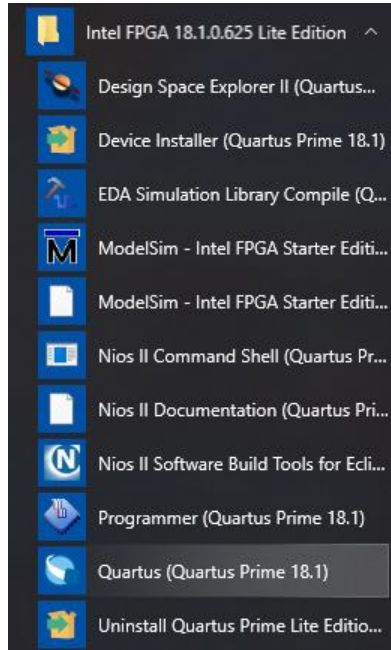 Intel FPGA 18.1.0.625 Lite Edition
Design Space Explorer II (Quartus...
Device Installer (Quartus Prime 18.1)
EDA Simulation Library Compile (Q...
ModelSim - Intel FPGA Starter Editi...
ModelSim - Intel FPGA Starter Editi...
Nios II Command Shell (Quartus Pr...
Nios II Documentation (Quartus Pri...
Nios II Software Build Tools for Ecli...
Programmer (Quartus Prime 18.1)
Quartus (Quartus Prime 18.1)
Uninstall Quartus Prime Lite Editio...